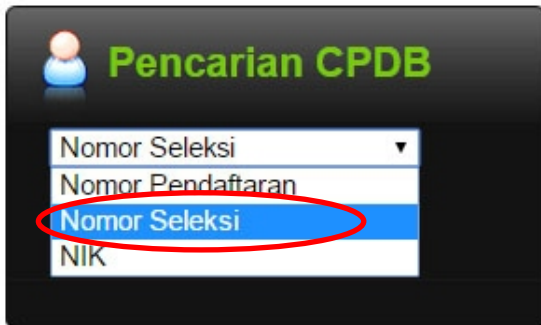 Pencarian CPDB
Nomor Seleksi
Nomor Pendaftaran
Nomor Seleksi
NIK